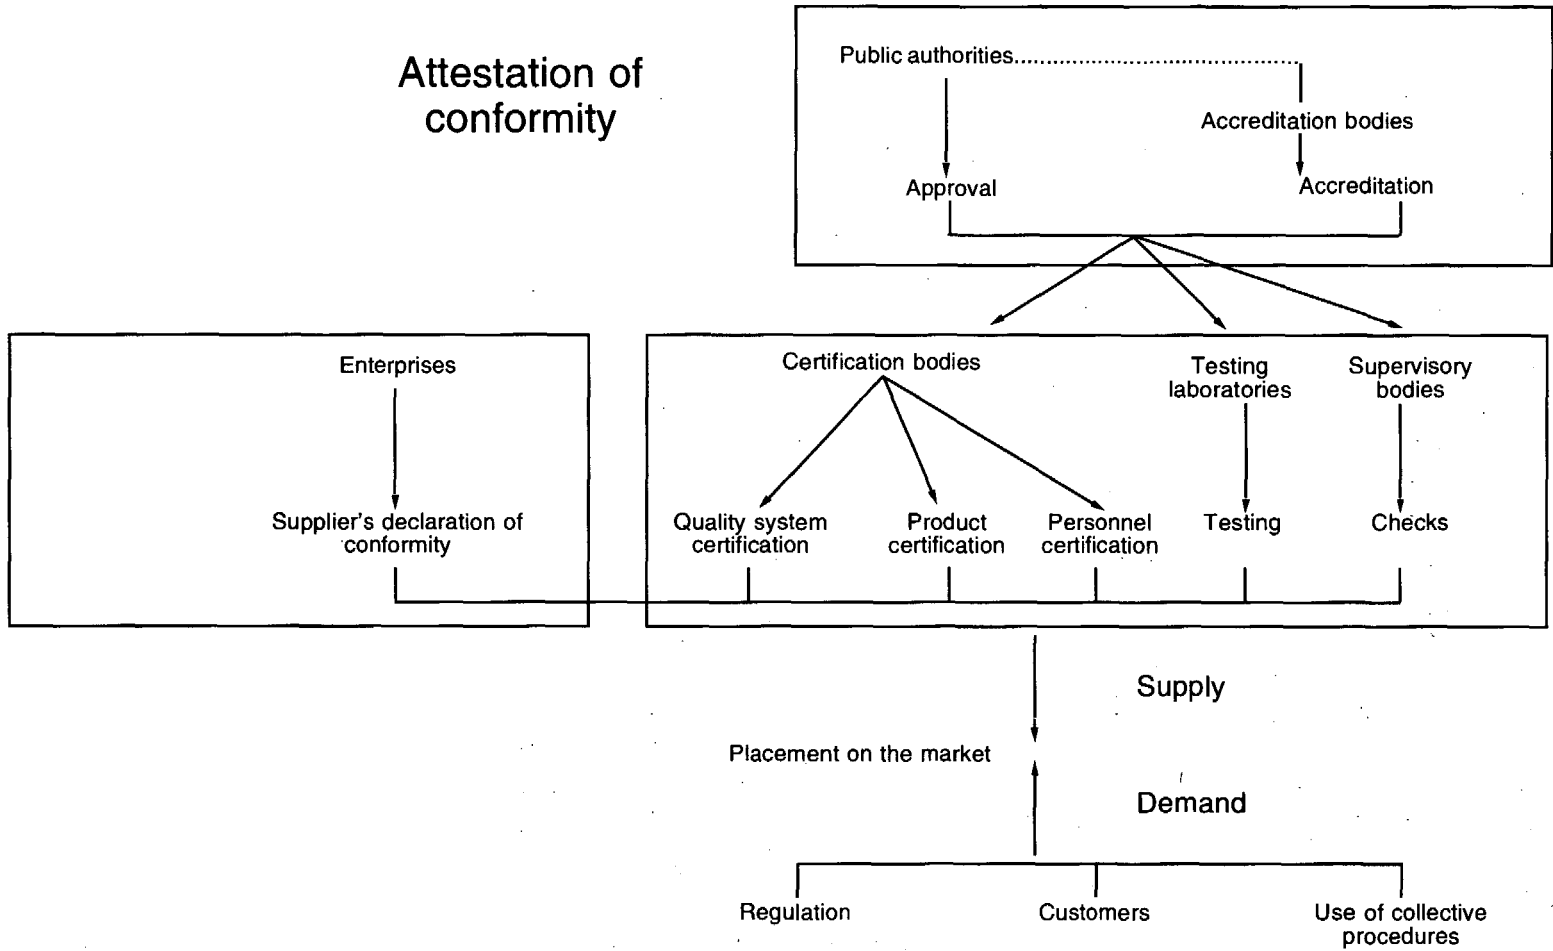 Attestation of
conformity
Public authorities
Accreditation bodies
Approval
Accreditation
Enterprises
Supplier's declaration of
conformity
Certification bodies
Testing
laboratories
Supervisory
bodies
Quality system
certification
Product
certification
Personnel
certification
Testing
Checks
Supply
Placement on the market
Demand
Regulation
Customers
Use of collective
procedures